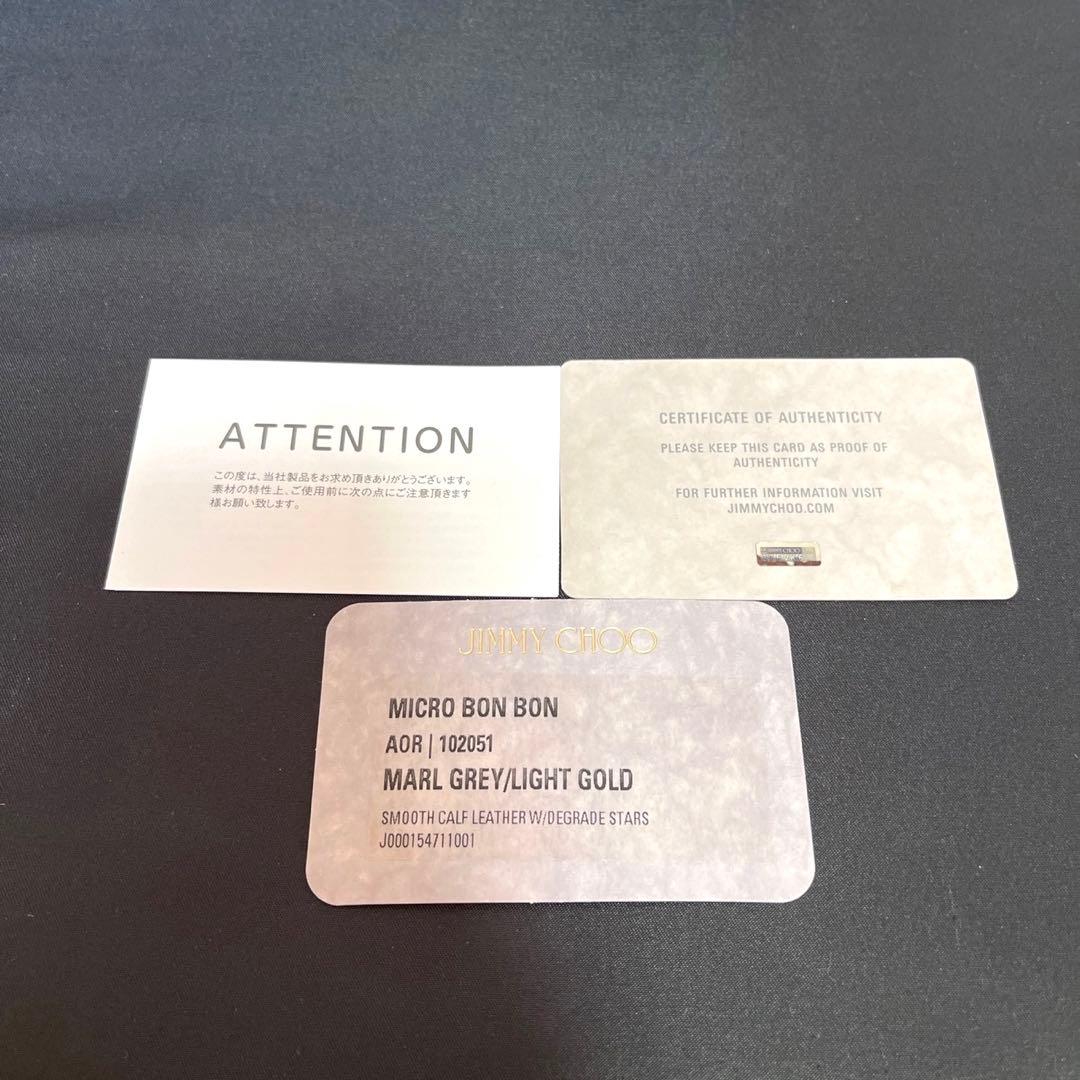 ATTENTION
この度は、当社製品をお求め頂きありがとうございます。
素材の特性上、ご使用前に次の点にご注意頂きます
様お願い致します。
CERTIFICATE OF AUTHENTICITY
PLEASE KEEP THIS CARD AS PROOF OF
AUTHENTICITY
FOR FURTHER INFORMATION VISIT
JIMMYCHOO.COM
JIMMY CHOO
JIMMY CHOO
MICRO BON BON
AOR | 102051
MARL GREY/LIGHT GOLD
SMOOTH CALF LEATHER W/DEGRADE STARS
J000154711001